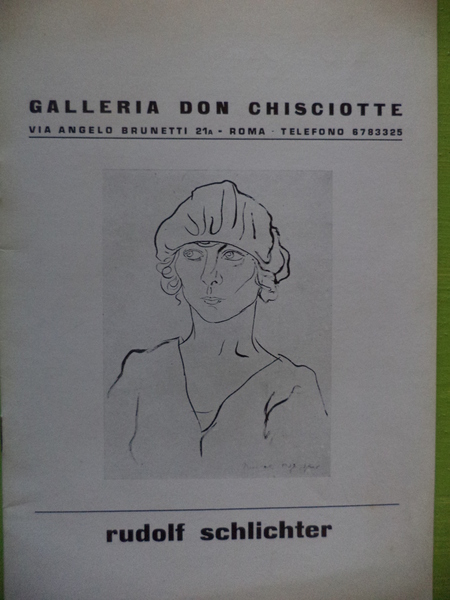 GALLERIA DON CHISCIOTTE
VIA ANGELO BRUNETTI 21A - ROMA - TELEFONO 6783325
rudolf schlichter